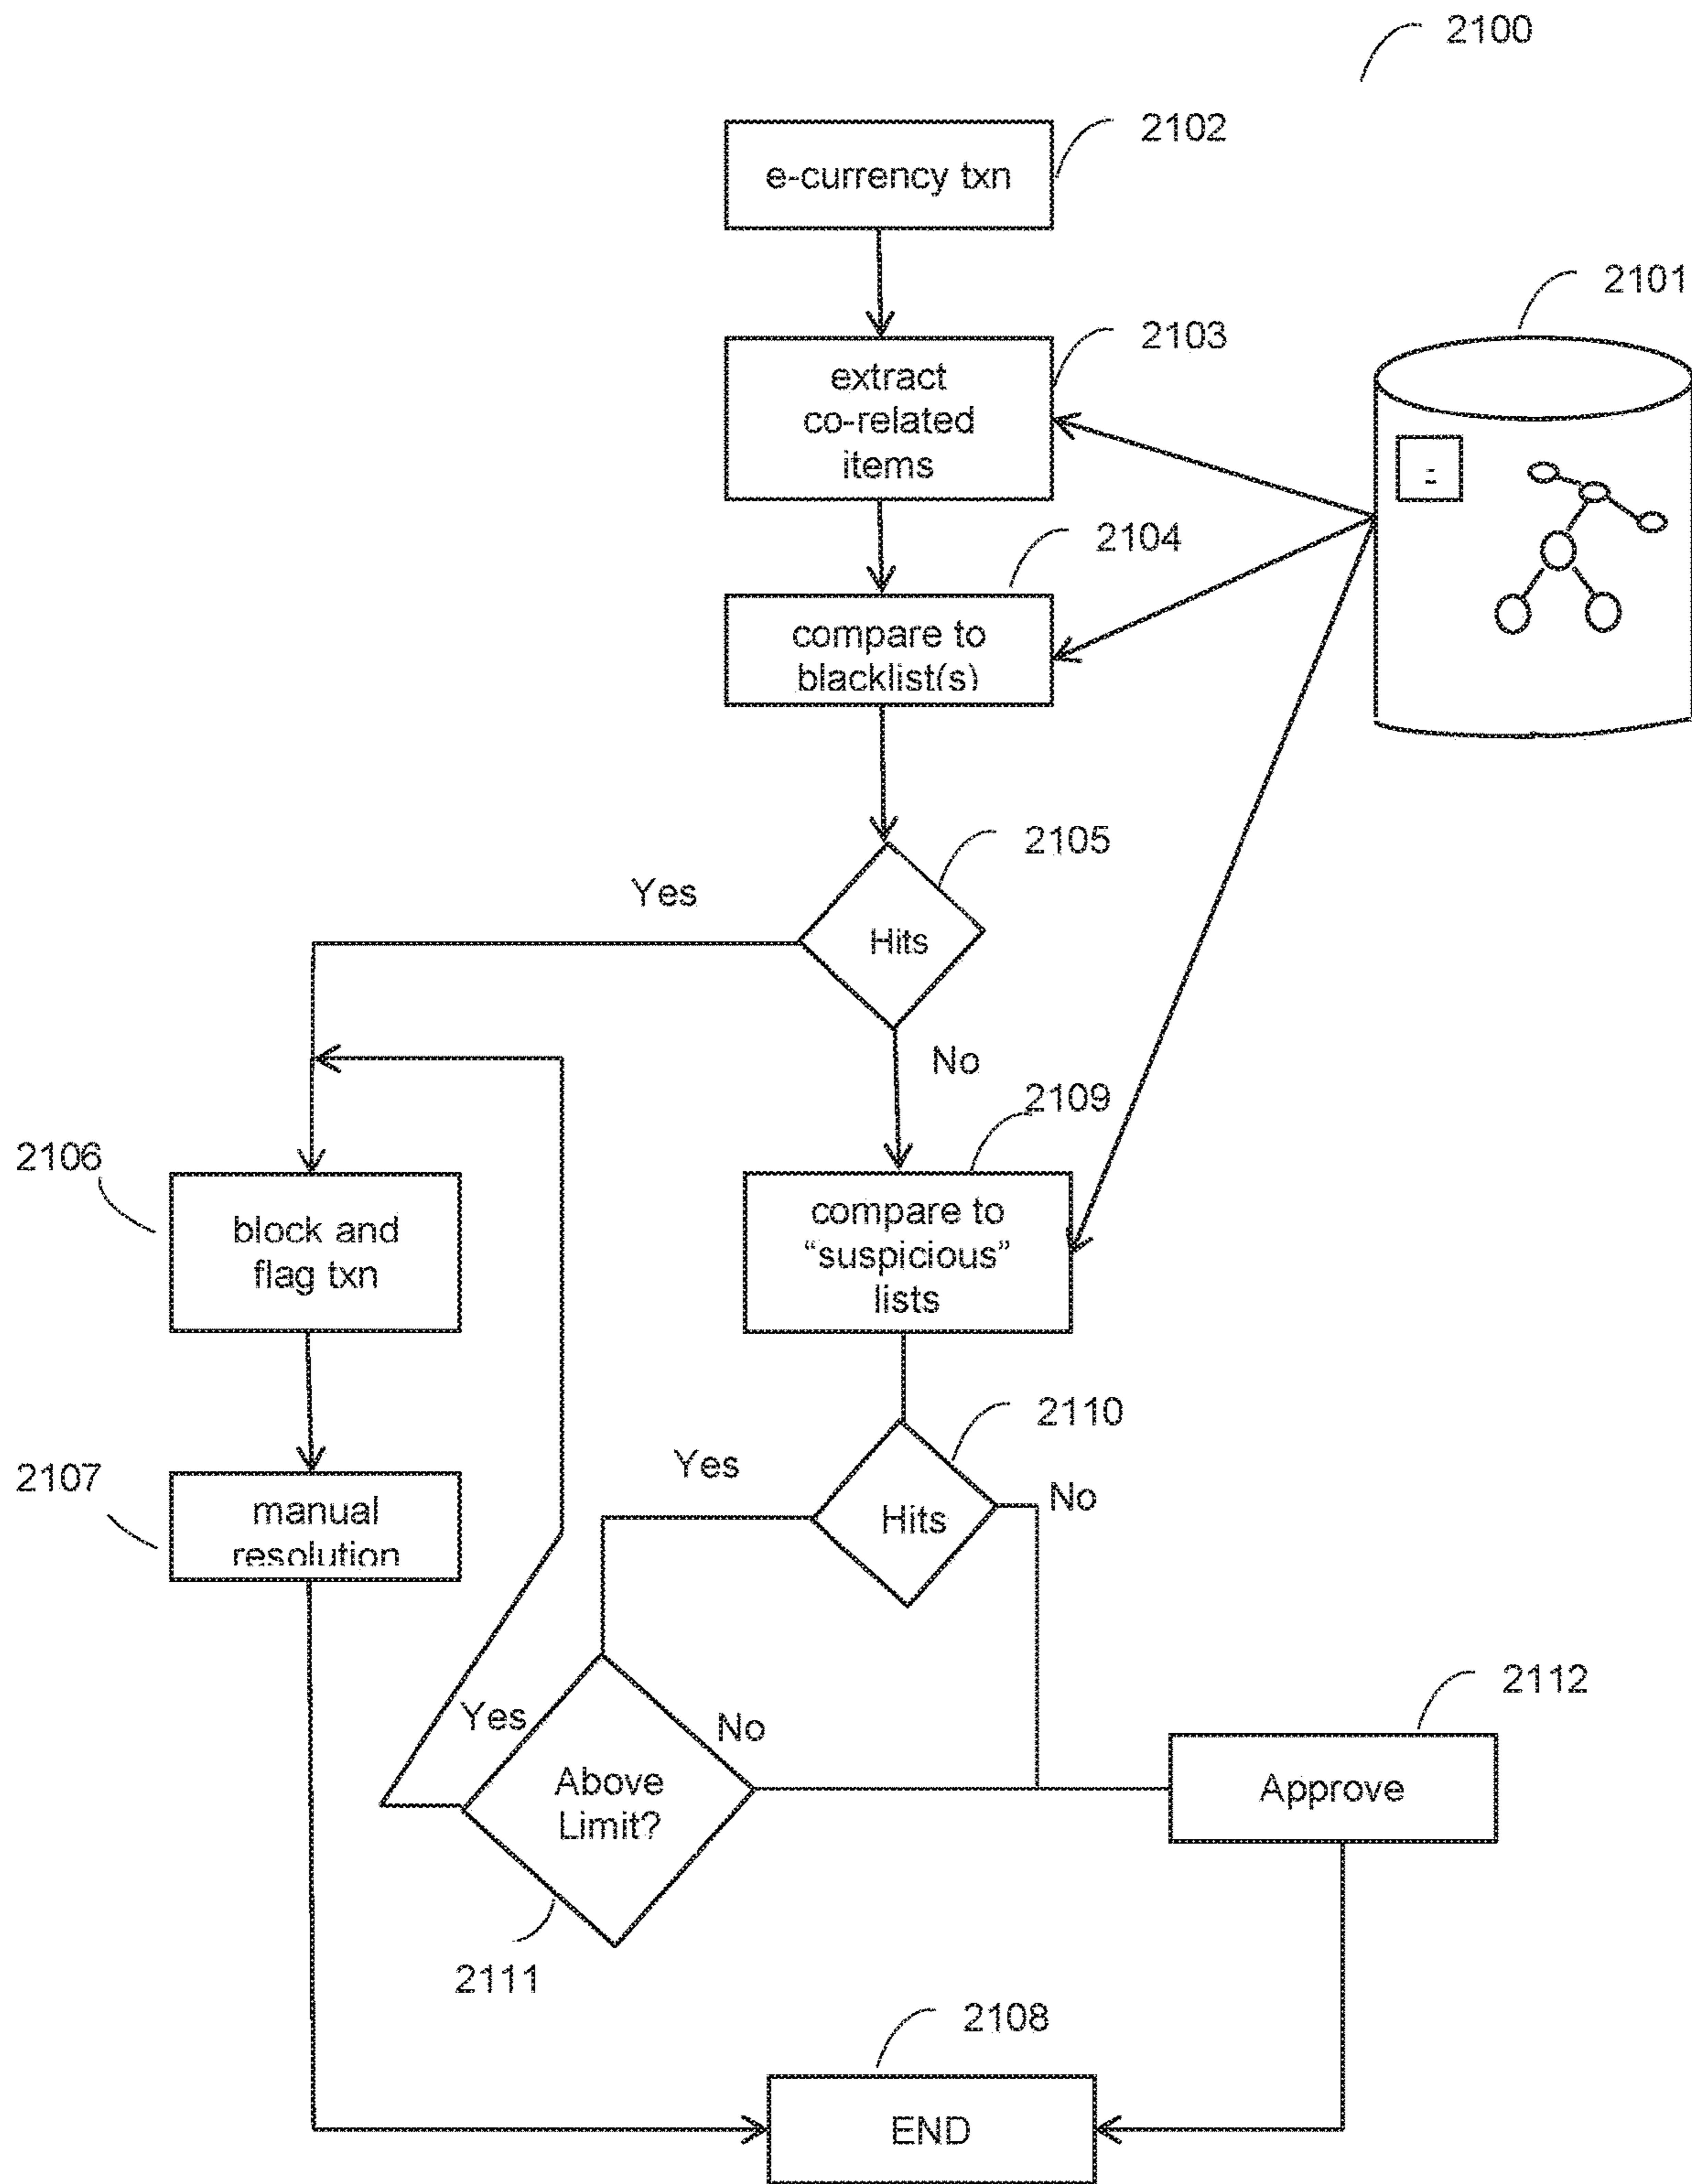 2100
2102
e-currency txn
2101
2103
extract
co-related
items
2104
compare to
blacklist(s)
2105
Yes
Hits
No
2109
2106
compare to
“suspicious”
lists
block and
flag txn
2110
Yes
No
2107
Hits
manual
resolution
2112
Yes
No
Above
Limit?
Approve
2111
2108
END